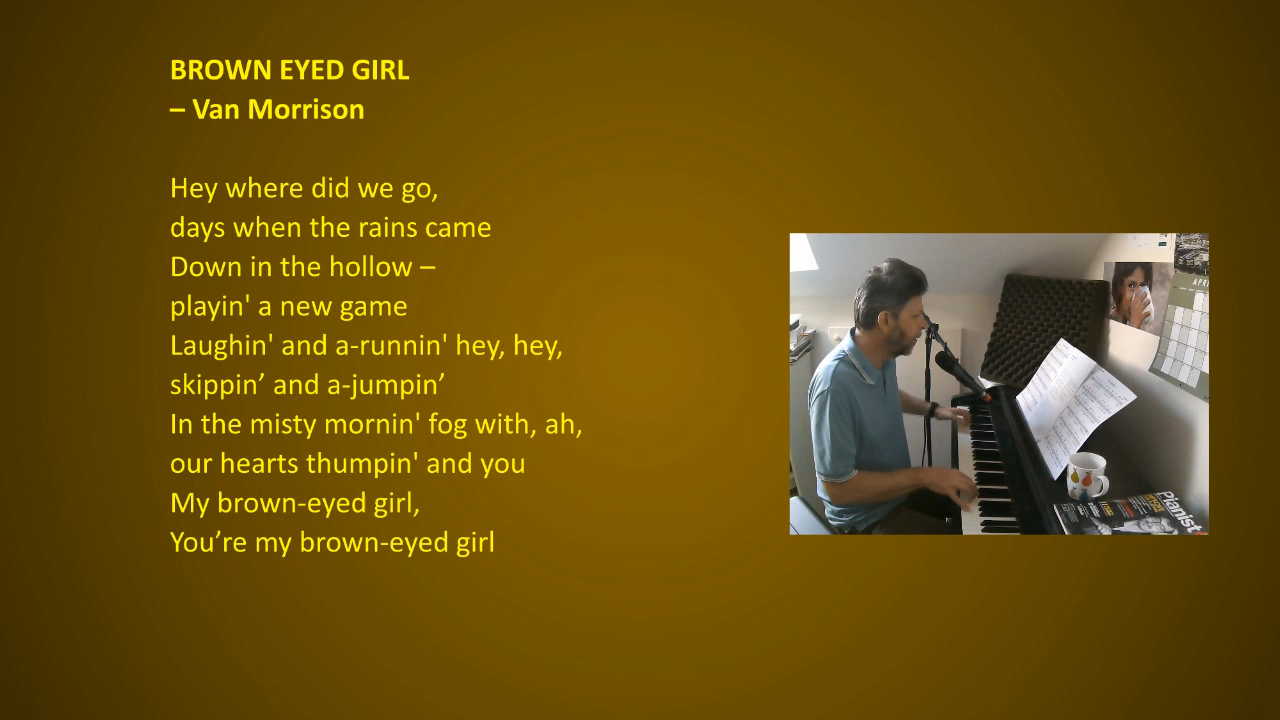 BROWN EYED GIRL
– Van Morrison
Hey where did we go,
days when the rains came
Down in the hollow –
playin' a new game
Laughin' and a-runnin' hey, hey,
skippin’ and a-jumpin’
In the misty mornin' fog with, ah,
our hearts thumpin' and you
My brown-eyed girl,
You’re my brown-eyed girl
Pianist